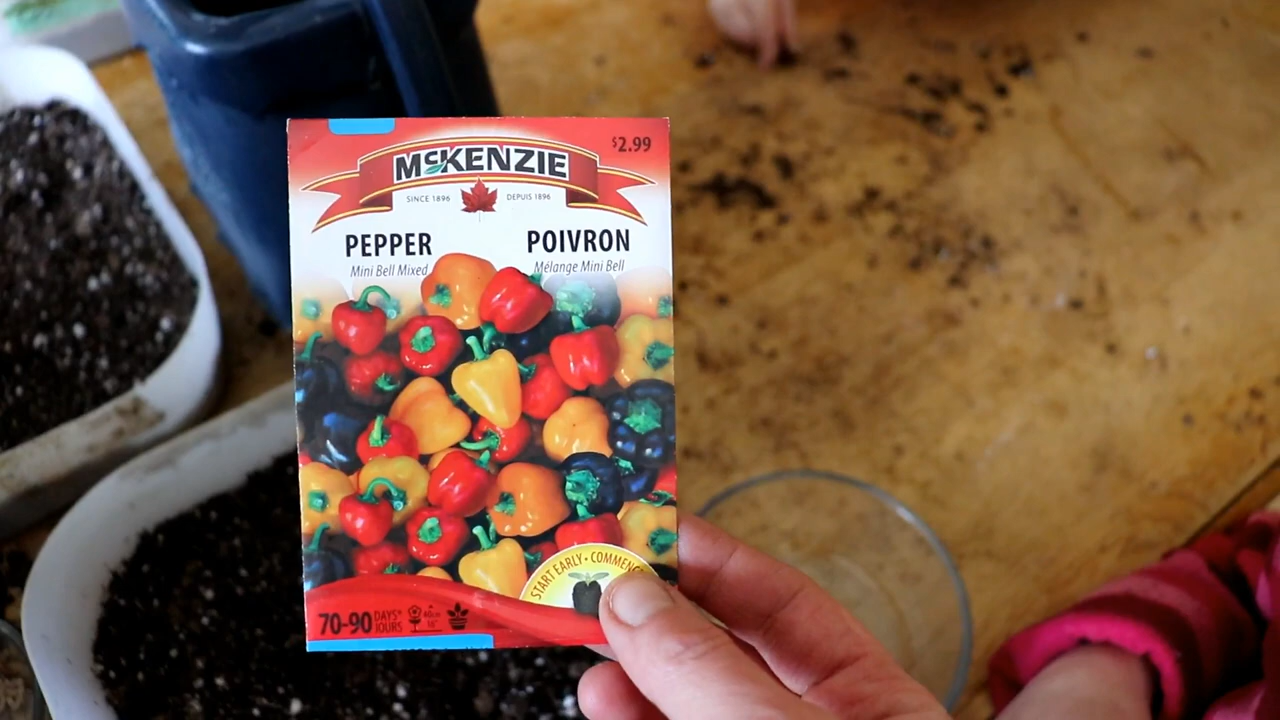 $2.99
McKENZIE
SINCE 1896 DEPUIS 1896
PEPPER POIVRON
Mini Bell Mixed Mélange Mini Bell
START EARLY • COMMENC
70-90 DAYS* JOURS